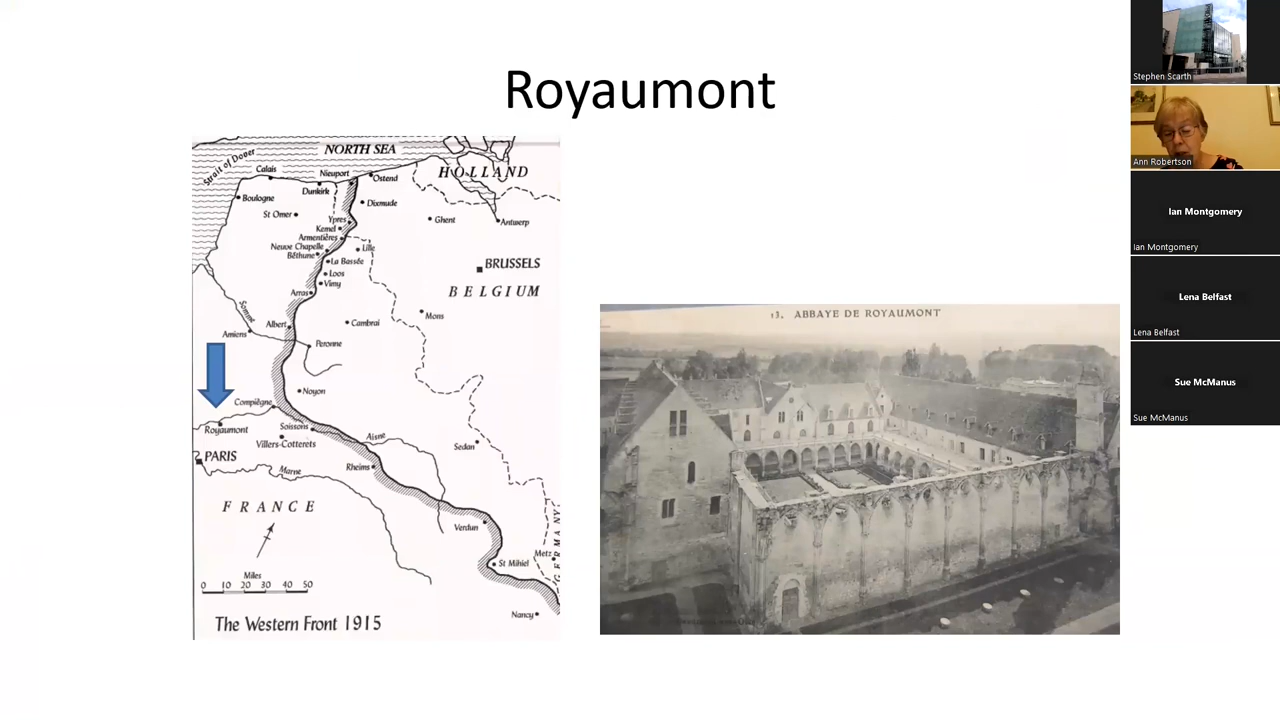 Royaumont
Strait of Dover
NORTH SEA
HOLLAND
Calais
Nieuport
Ostend
Dunkirk
Boulogne
Dixmude
St Omer
Ypres
Ghent
Antwerp
Kemel
Armentières
Neuve Chapelle
Lille
Béthune
La Bassée
BRUSSELS
Loos
Vimy
BELGIUM
Arras
Somme
Mons
Albert
Cambrai
Amiens
Peronne
Noyon
Compiègne
Royaumont
Soissons
Villers-Cotterets
Aisne
Sedan
PARIS
Rheims
Marne
FRANCE
Verdun
GERMANY
Metz
St Mihiel
Miles
0 10 20 30 40 50
Nancy
The Western Front 1915
13. ABBAYE DE ROYAUMONT
Stephen Scarth
Ann Robertson
Ian Montgomery
Ian Montgomery
Lena Belfast
Lena Belfast
Sue McManus
Sue McManus